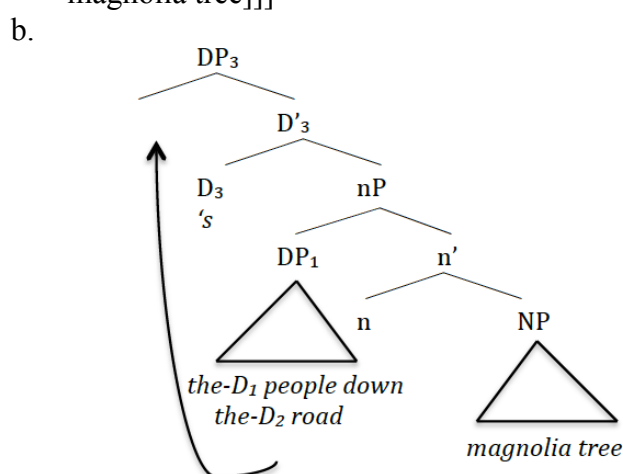 magnolia tree]]]
b.
DP₃
D'₃
D₃ nP
's
DP₁ n'
n NP
the-D₁ people down
the-D₂ road
magnolia tree